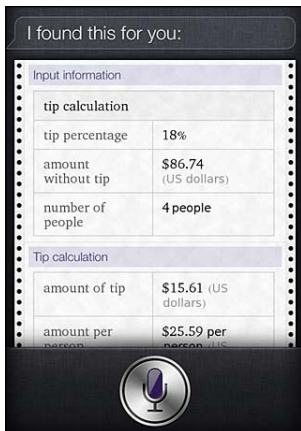 I found this for you:
Input information
tip calculation
tip percentage 18%
amount without tip $86.74 (US dollars)
number of people 4 people
Tip calculation
amount of tip $15.61 (US dollars)
amount per person $25.59 per person (US